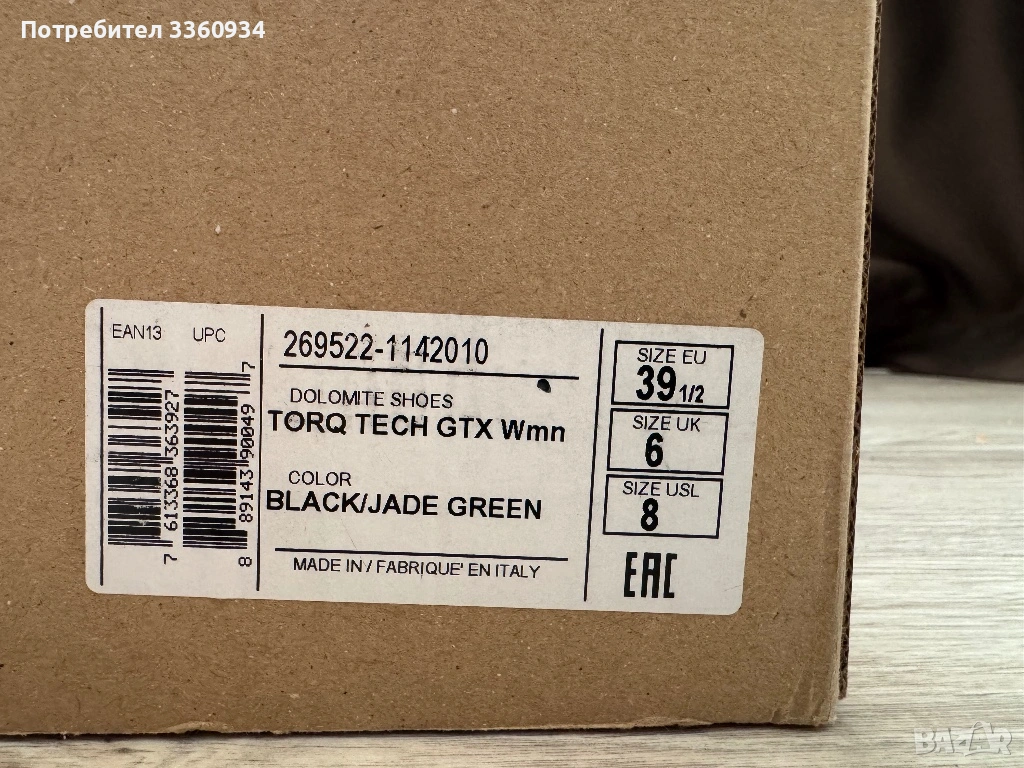 Потребител 3360934
EAN13 UPC
7 613368 363927
8 89143 90049 7
269522-1142010
DOLOMITE SHOES
TORQ TECH GTX Wmn
COLOR
BLACK/JADE GREEN
MADE IN / FABRIQUE' EN ITALY
SIZE EU
39 1/2
SIZE UK
6
SIZE USL
8
EAC
BAZAR